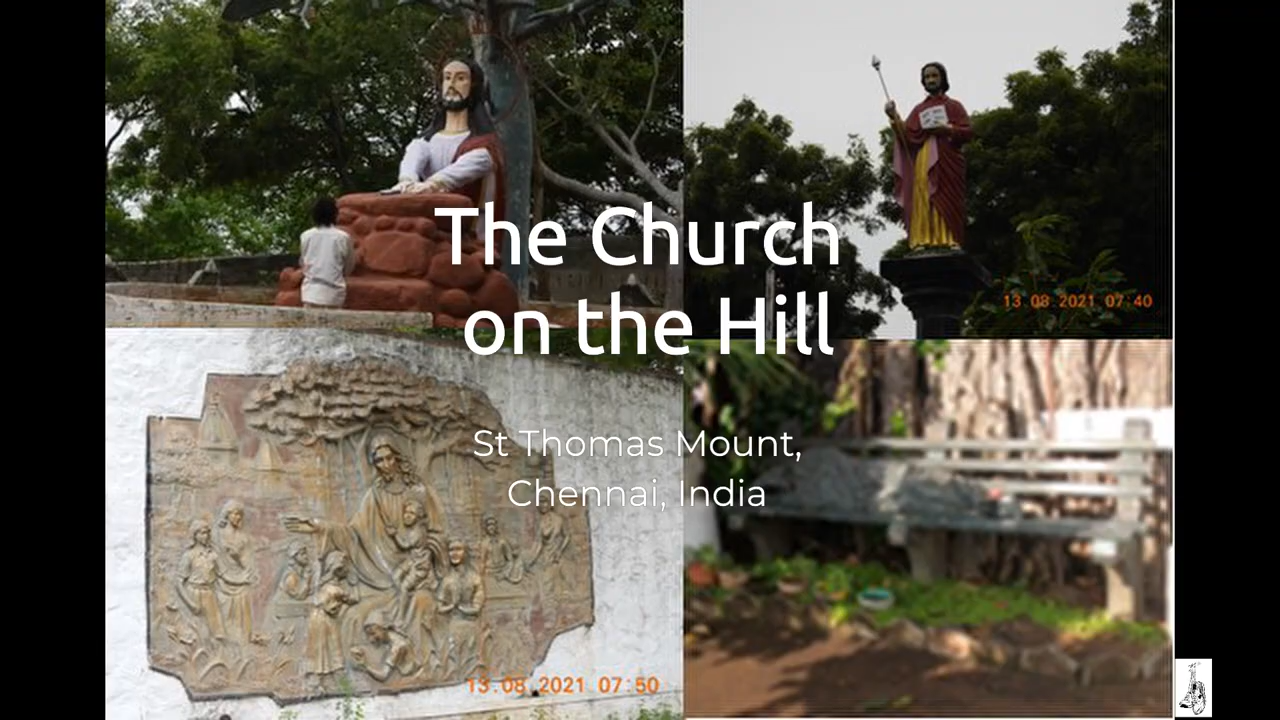 The Church
on the Hill
St Thomas Mount,
Chennai, India
13.08.2021 07:40
13.08.2021 07:50